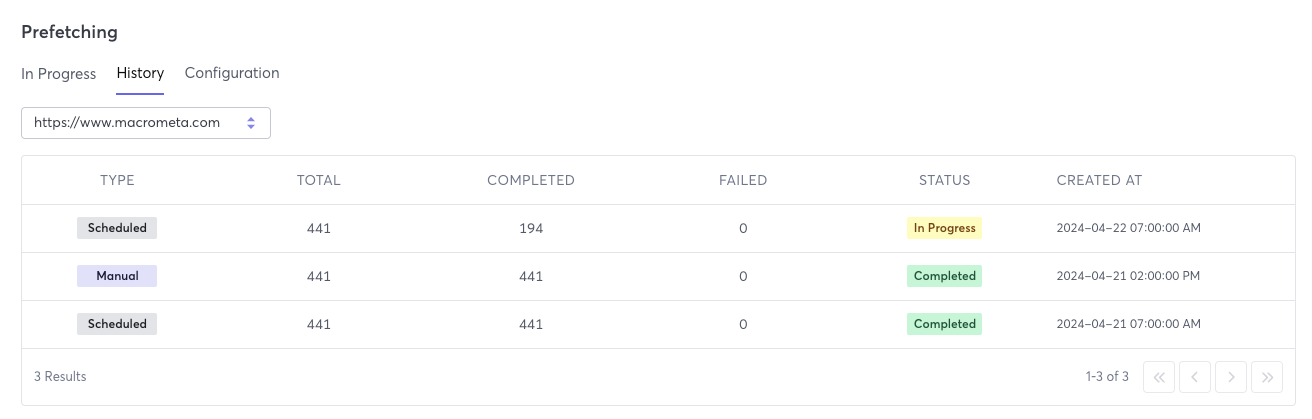 Prefetching
In Progress History Configuration
https://www.macrometa.com
TYPE TOTAL COMPLETED FAILED STATUS CREATED AT
Scheduled 441 194 0 In Progress 2024-04-22 07:00:00 AM
Manual 441 441 0 Completed 2024-04-21 02:00:00 PM
Scheduled 441 441 0 Completed 2024-04-21 07:00:00 AM
3 Results 1-3 of 3